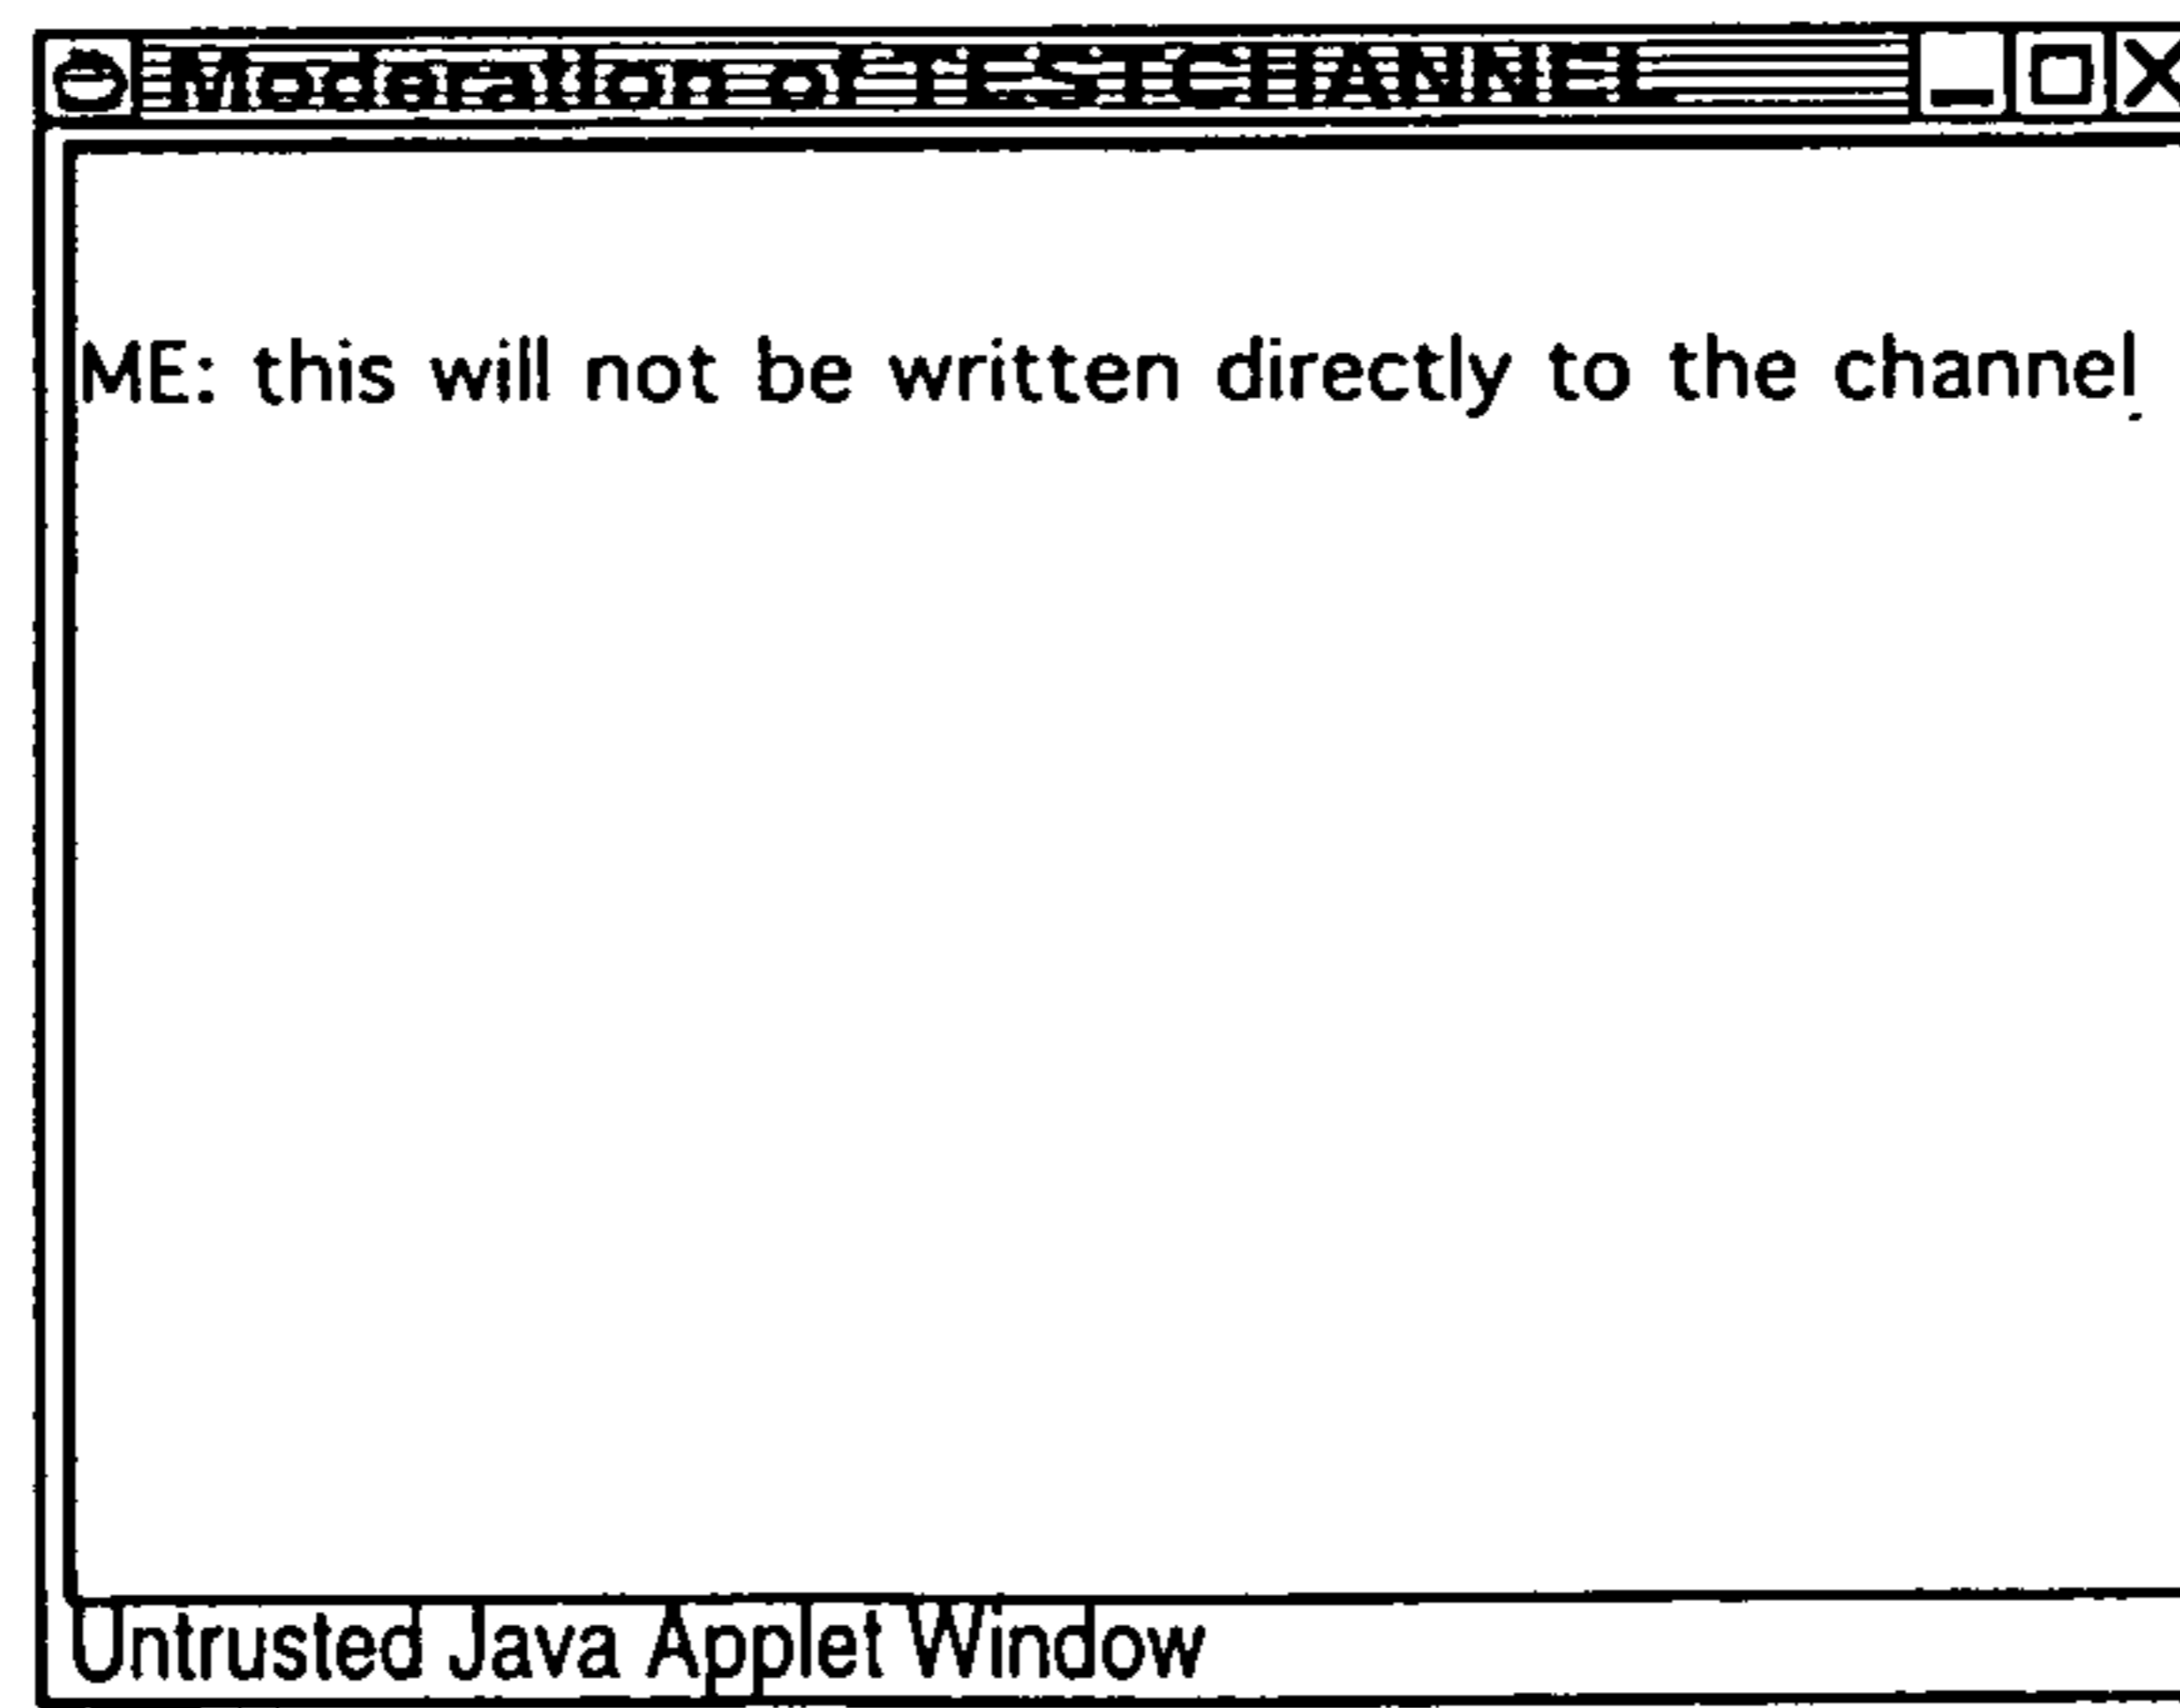 Moderation of TESTCHANNEL
ME: this will not be written directly to the channel
Untrusted Java Applet Window